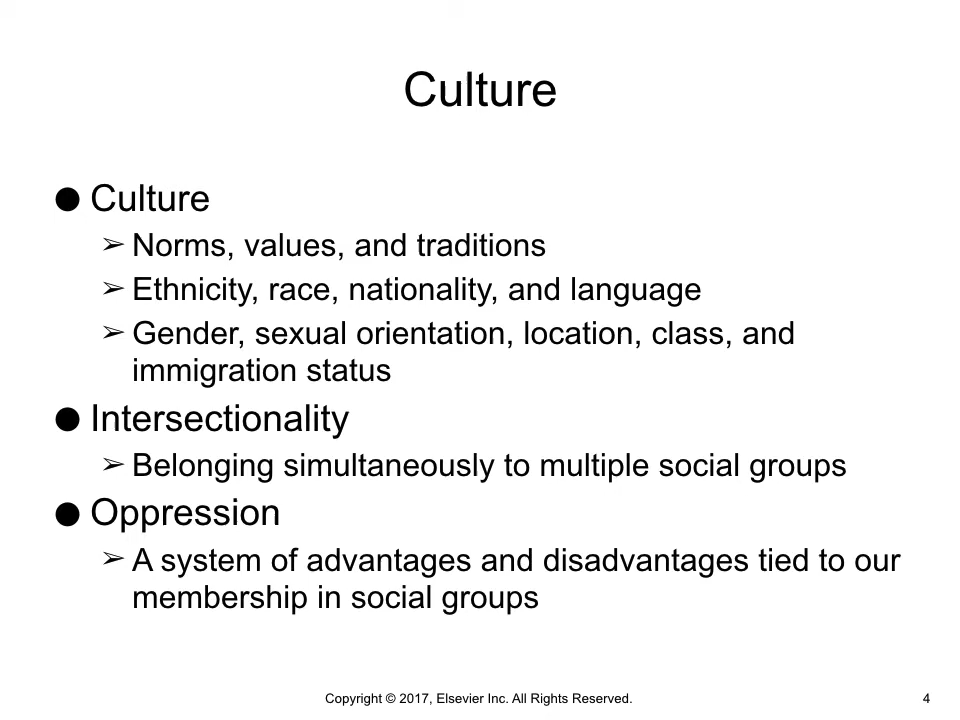 Culture
● Culture
➢ Norms, values, and traditions
➢ Ethnicity, race, nationality, and language
➢ Gender, sexual orientation, location, class, and
immigration status
● Intersectionality
➢ Belonging simultaneously to multiple social groups
● Oppression
➢ A system of advantages and disadvantages tied to our
membership in social groups
Copyright © 2017, Elsevier Inc. All Rights Reserved.
4